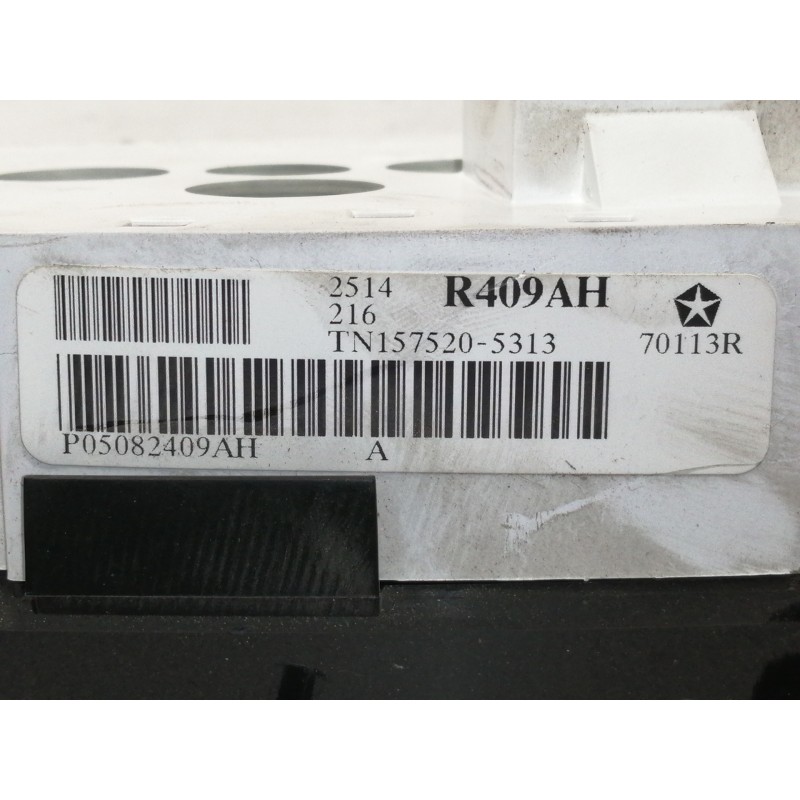 2514 R409AH
216
TN157520-5313 70113R
P05082409AH A